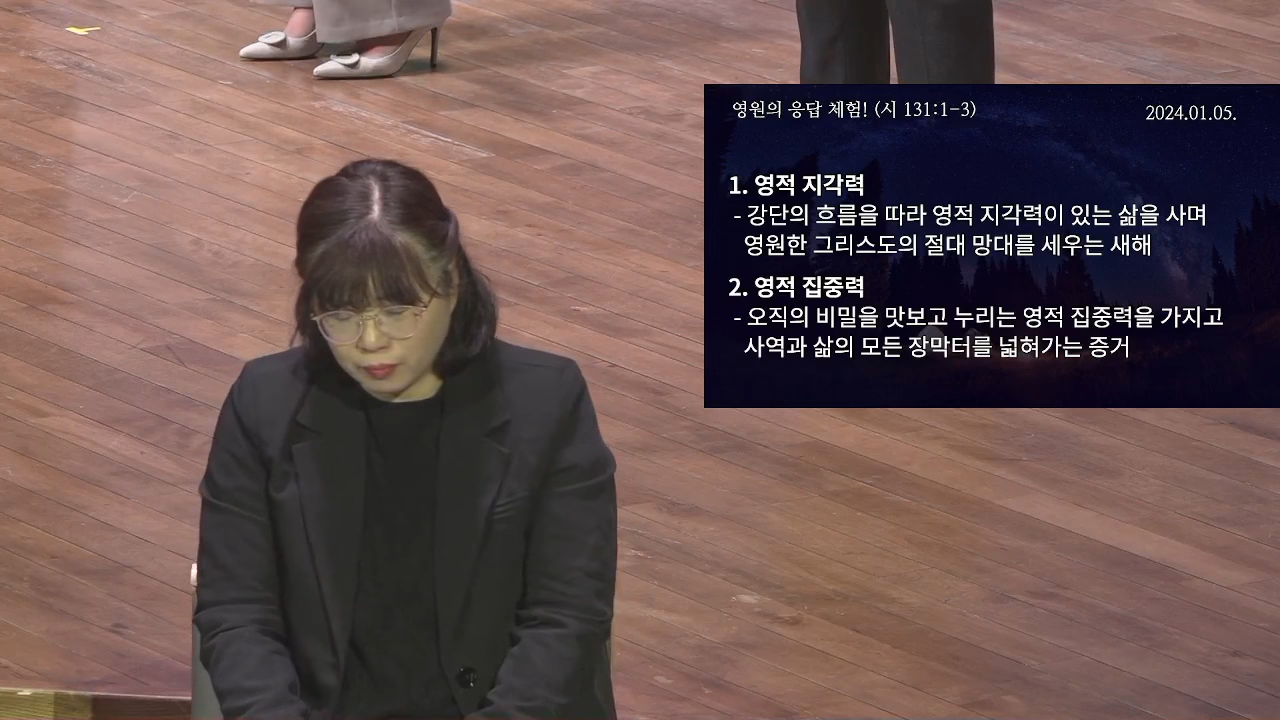 영원의 응답 체험! (시 131:1-3)
2024.01.05.
1. 영적 지각력
- 강단의 흐름을 따라 영적 지각력이 있는 삶을 사며
영원한 그리스도의 절대 망대를 세우는 새해
2. 영적 집중력
- 오직의 비밀을 맛보고 누리는 영적 집중력을 가지고
사역과 삶의 모든 장막터를 넓혀가는 증거